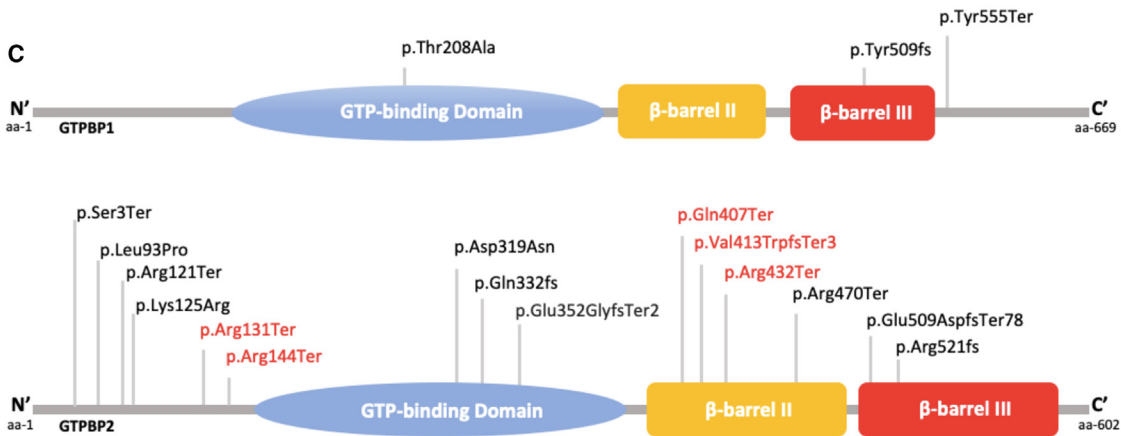 C
p.Tyr555Ter
p.Thr208Ala
p.Tyr509fs
N’
GTP-binding Domain
β-barrel II
β-barrel III
C’
aa-1
GTPBP1
aa-669
p.Ser3Ter
p.Gln407Ter
p.Leu93Pro
p.Asp319Asn
p.Val413TrpfsTer3
p.Arg121Ter
p.Gln332fs
p.Arg432Ter
p.Lys125Arg
p.Arg470Ter
p.Arg131Ter
p.Glu352GlyfsTer2
p.Glu509AspfsTer78
p.Arg144Ter
p.Arg521fs
N’
GTP-binding Domain
β-barrel II
β-barrel III
C’
aa-1
GTPBP2
aa-602